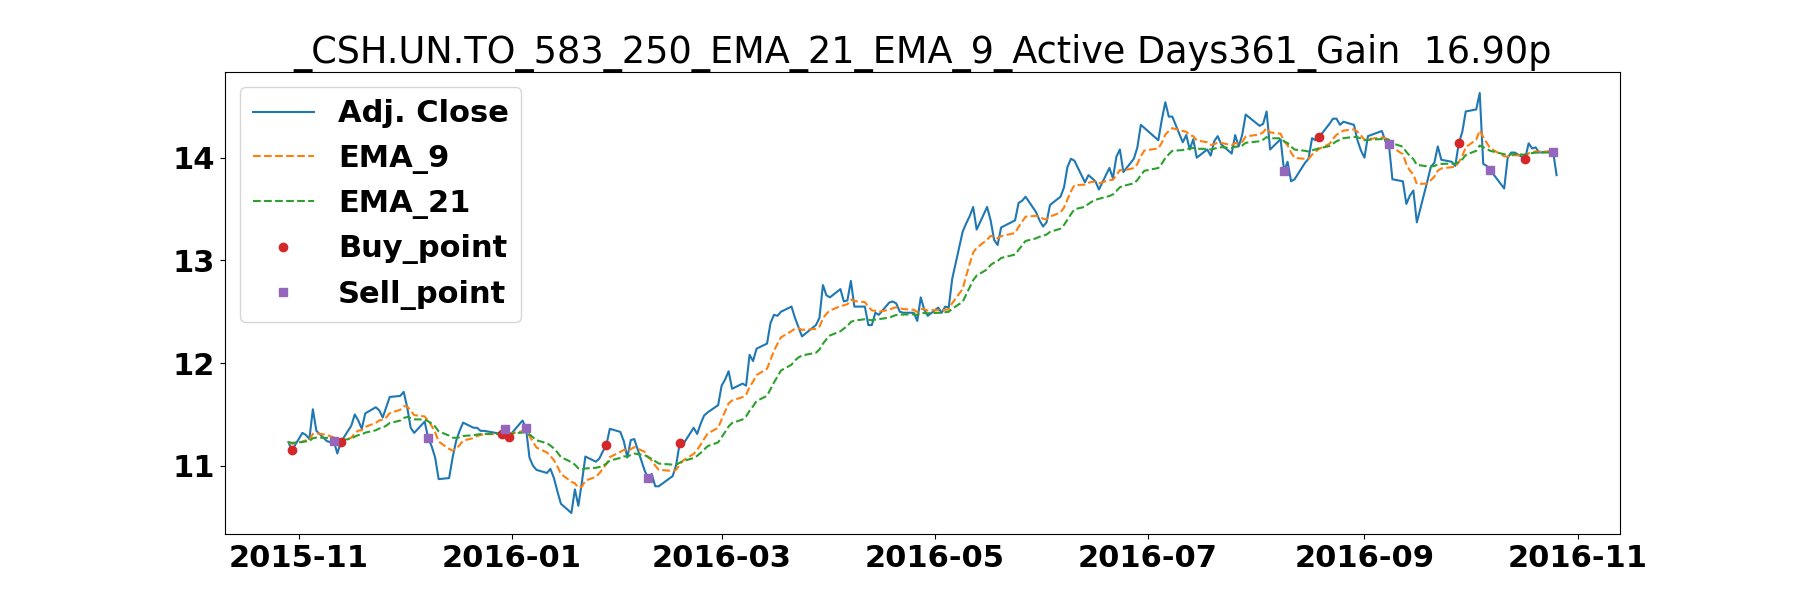 _CSH.UN.TO_583_250_EMA_21_EMA_9_Active Days361_Gain  16.90p
Adj. Close
EMA_9
EMA_21
Buy_point
Sell_point
14
13
12
11
2015-11 2016-01 2016-03 2016-05 2016-07 2016-09 2016-11